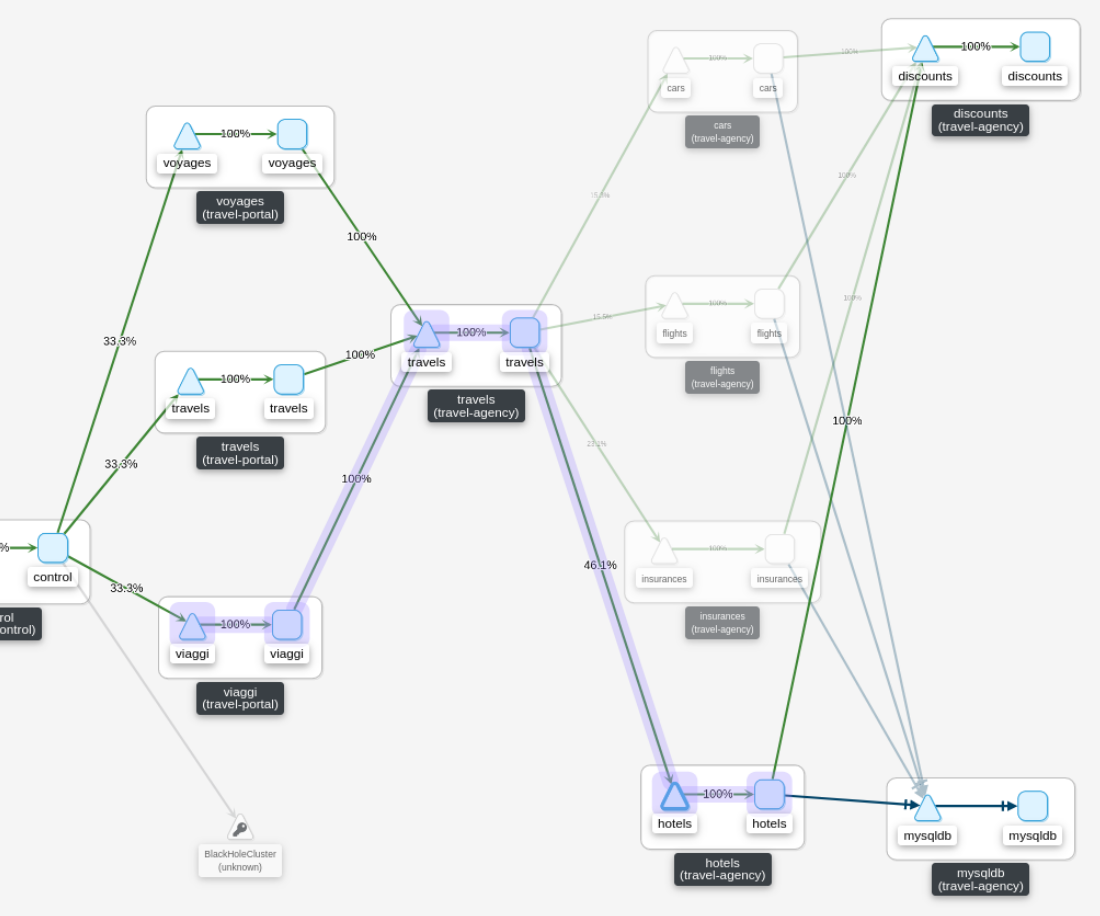 100%
cars
cars
cars
(travel-agency)
100%
100%
discounts
discounts
discounts
(travel-agency)
100%
voyages
voyages
voyages
(travel-portal)
100%
100%
100%
travels
travels
travels
(travel-agency)
15.5%
100%
flights
flights
flights
(travel-agency)
100%
33.3%
100%
100%
travels
travels
travels
(travel-portal)
100%
33.3%
100%
%
control
rol
ontrol)
33.3%
100%
viaggi
viaggi
viaggi
(travel-portal)
46.1%
100%
insurances
insurances
insurances
(travel-agency)
BlackHoleCluster
(unknown)
100%
hotels
hotels
hotels
(travel-agency)
mysqldb
mysqldb
mysqldb
(travel-agency)